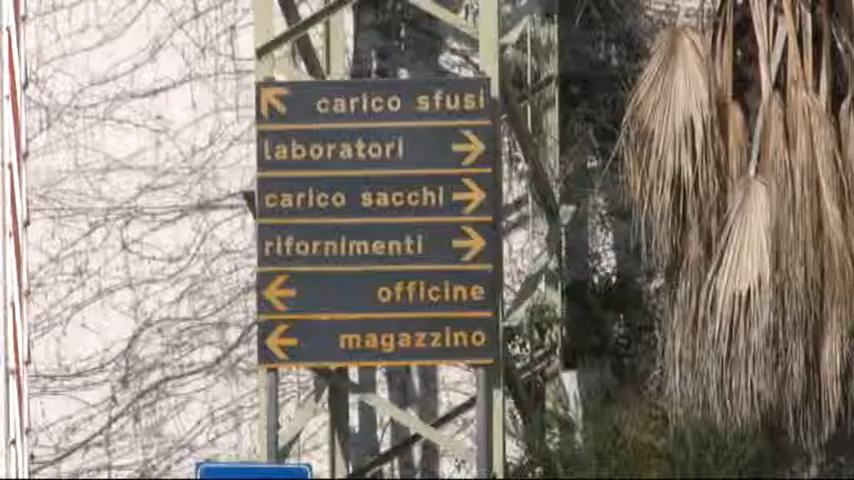 carico sfusi
laboratori
carico sacchi
rifornimenti
officine
magazzino